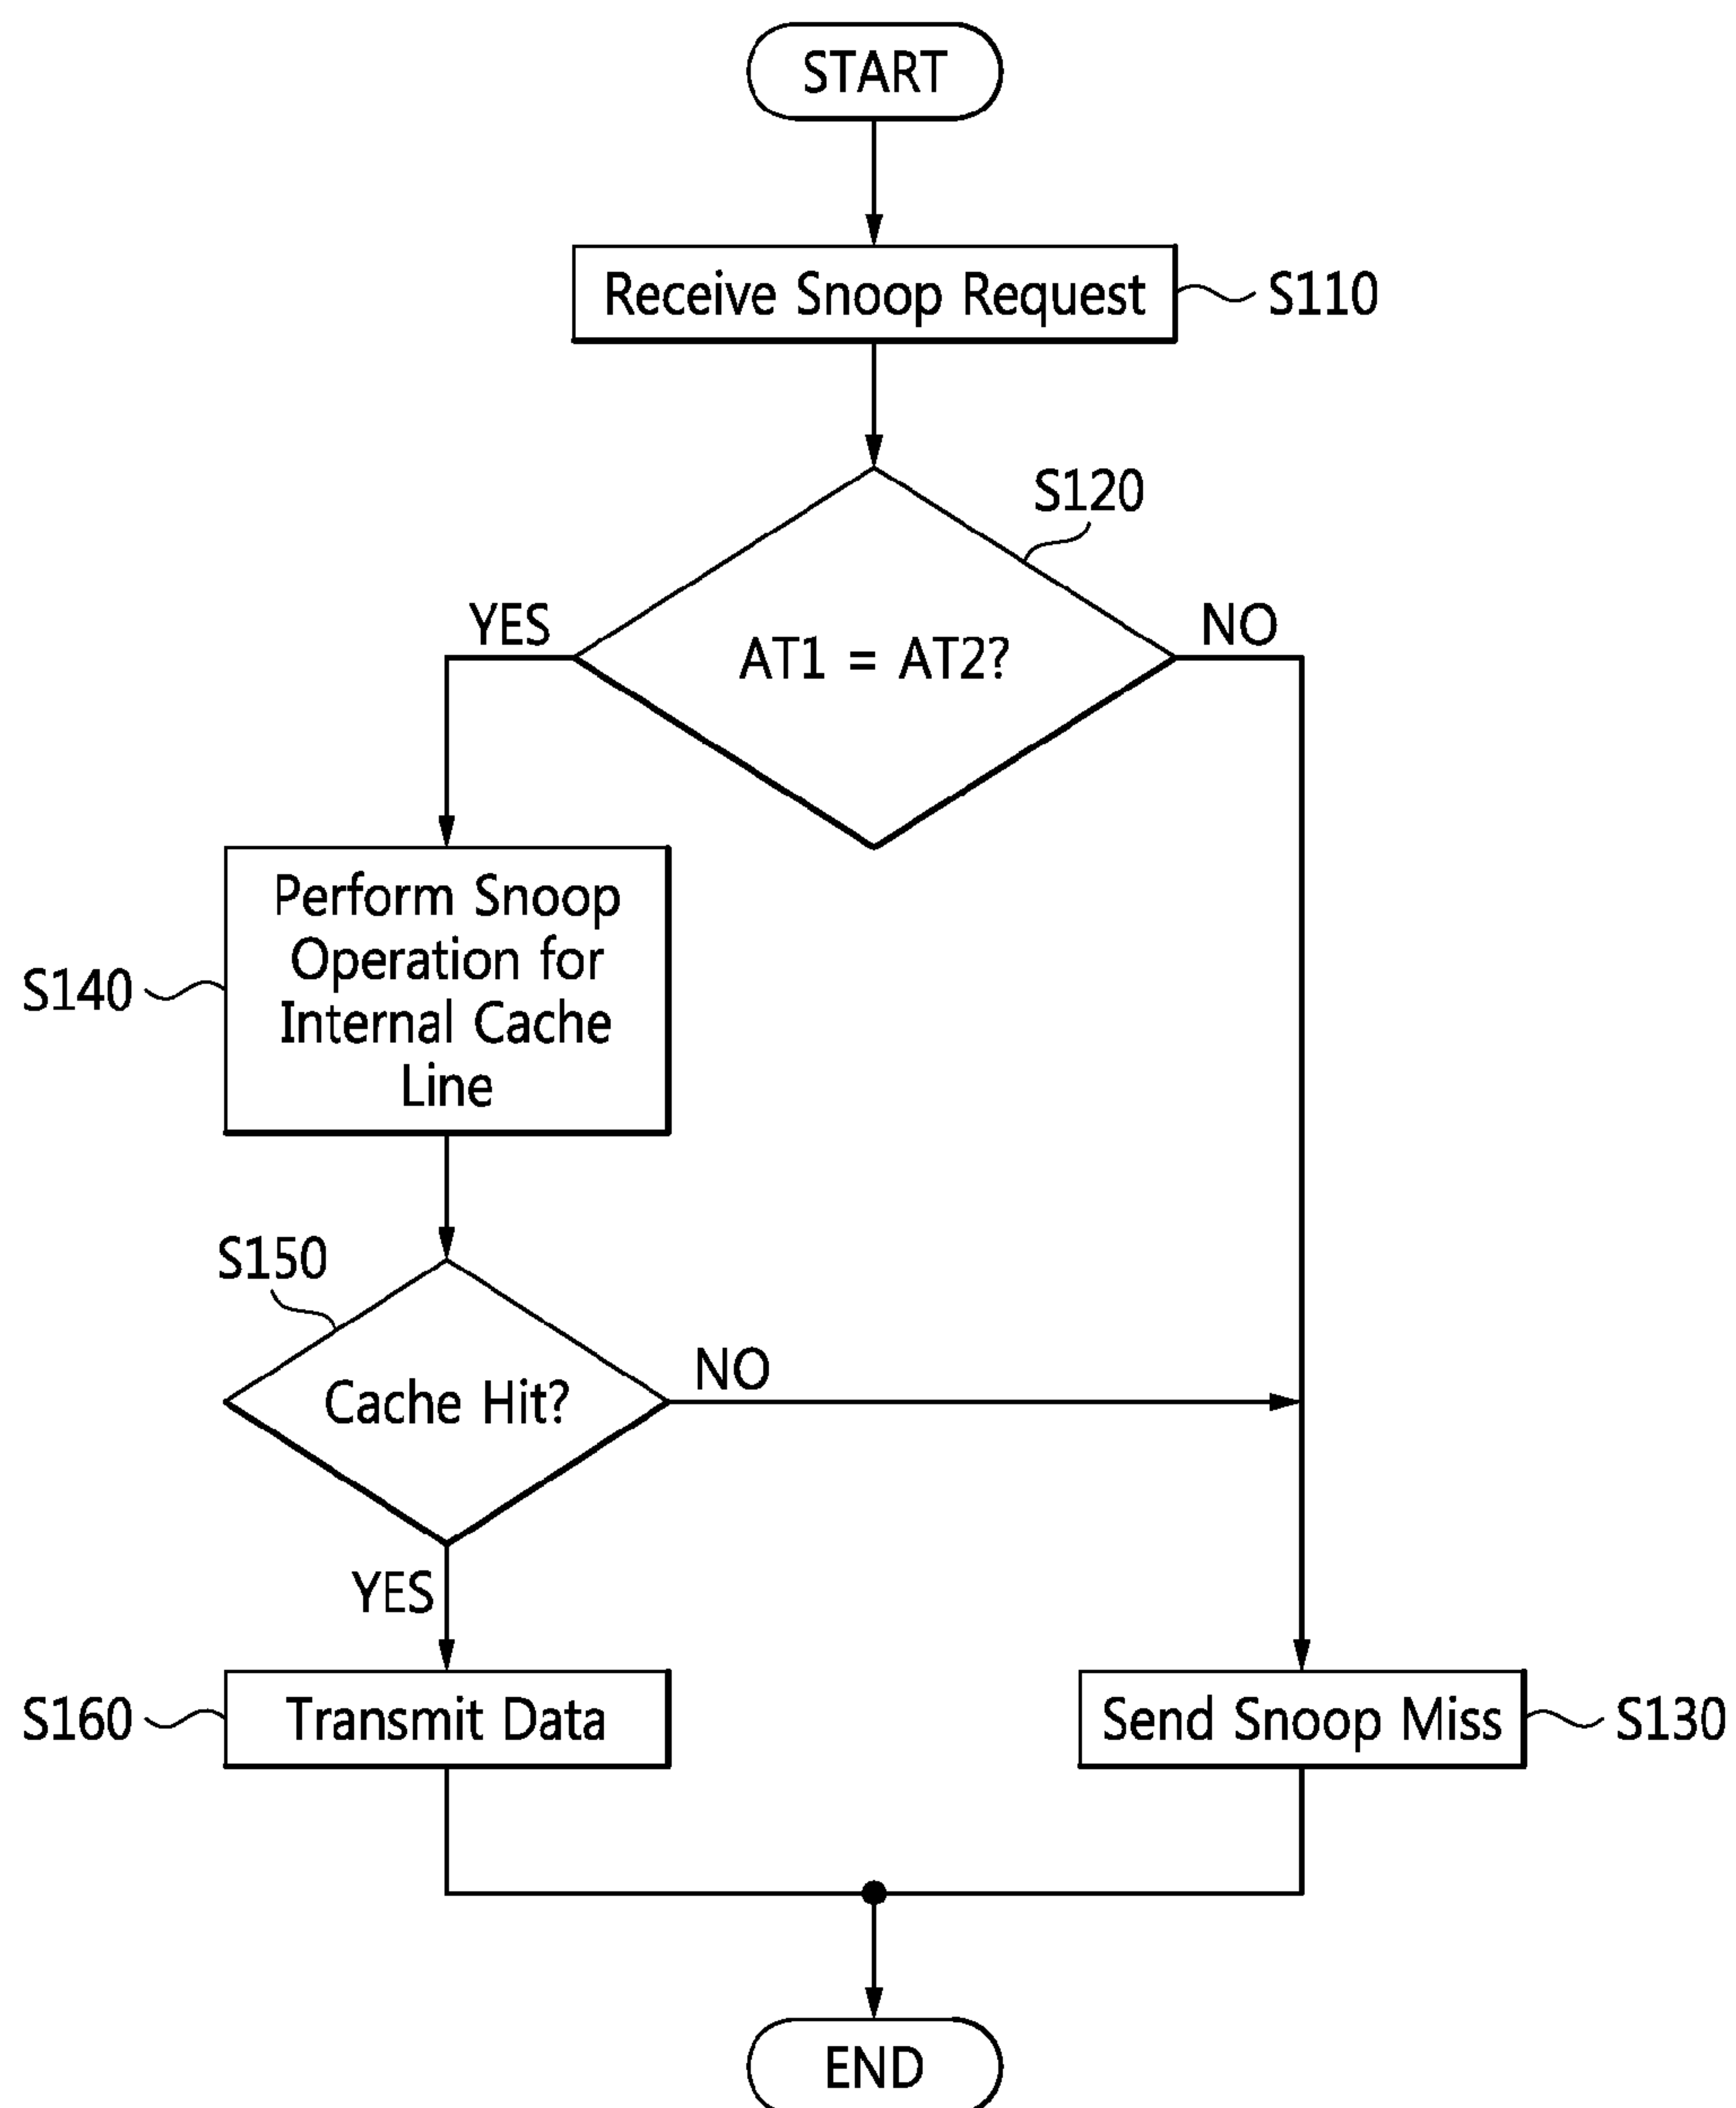 START
Receive Snoop Request
S110
S120
YES
AT1 = AT2?
NO
Perform Snoop
Operation for
Internal Cache
Line
S140
S150
Cache Hit?
NO
YES
S160
Transmit Data
Send Snoop Miss
S130
END